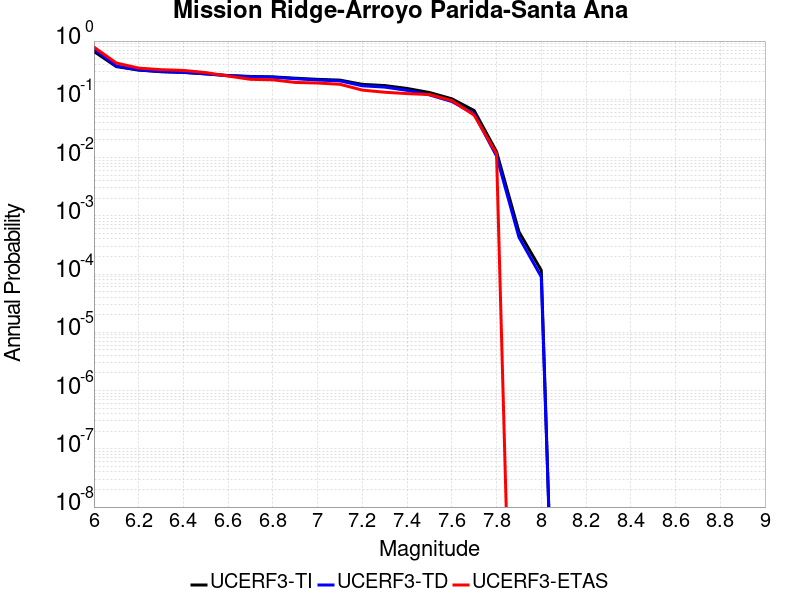 Mission Ridge-Arroyo Parida-Santa Ana
10^0
10^-1
10^-2
10^-3
10^-4
10^-5
10^-6
10^-7
10^-8
Annual Probability
6 6.2 6.4 6.6 6.8 7 7.2 7.4 7.6 7.8 8 8.2 8.4 8.6 8.8 9
Magnitude
UCERF3-TI UCERF3-TD UCERF3-ETAS